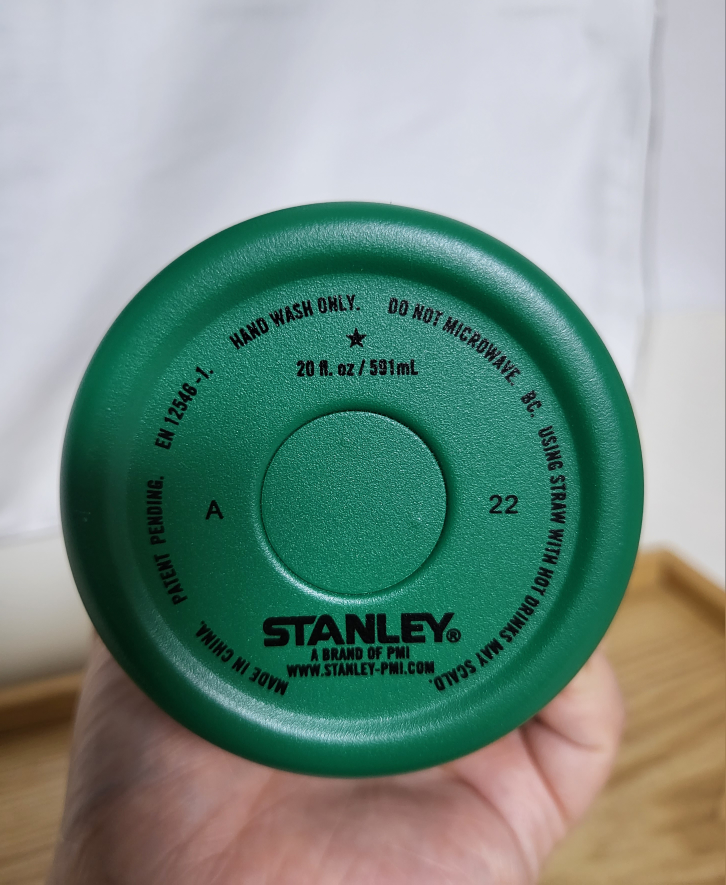 MADE IN CHINA. PATENT PENDING. EN 12546-1. HAND WASH ONLY. DO NOT MICROWAVE. BC. USING STRAW WITH HOT DRINKS MAY SCALD.
★
20 fl. oz / 591mL
A 22
STANLEY®
A BRAND OF PMI
WWW.STANLEY-PMI.COM